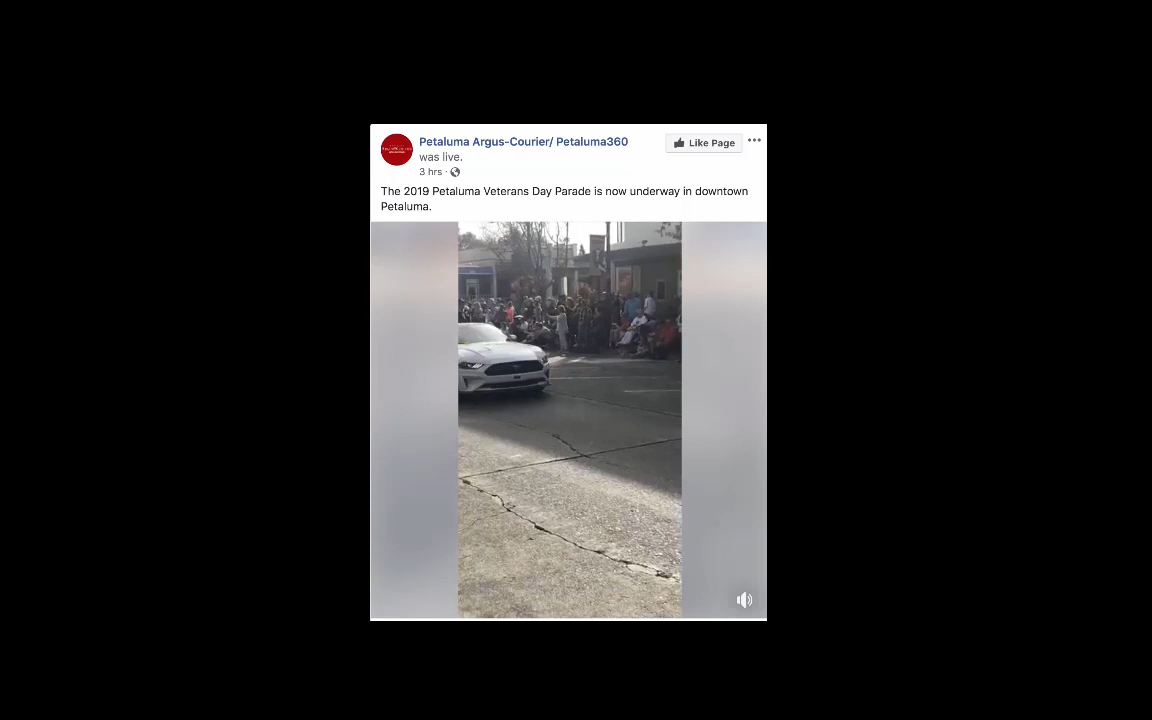 Petaluma Argus-Courier/ Petaluma360
was live.
Like Page
3 hrs ·
The 2019 Petaluma Veterans Day Parade is now underway in downtown
Petaluma.